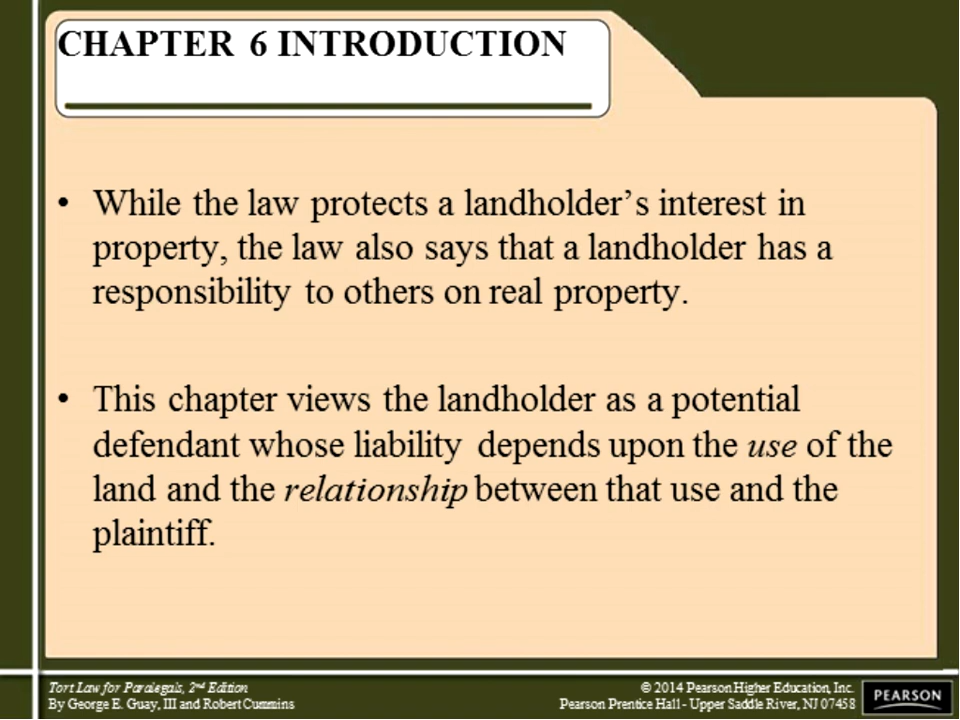 CHAPTER 6 INTRODUCTION
• While the law protects a landholder's interest in
property, the law also says that a landholder has a
responsibility to others on real property.
• This chapter views the landholder as a potential
defendant whose liability depends upon the use of the
land and the relationship between that use and the
plaintiff.
Tort Law for Paralegals, 2nd Edition
By George E. Guay, III and Robert Cummins
© 2014 Pearson Higher Education, Inc.
Pearson Prentice Hall - Upper Saddle River, NJ 07458
PEARSON